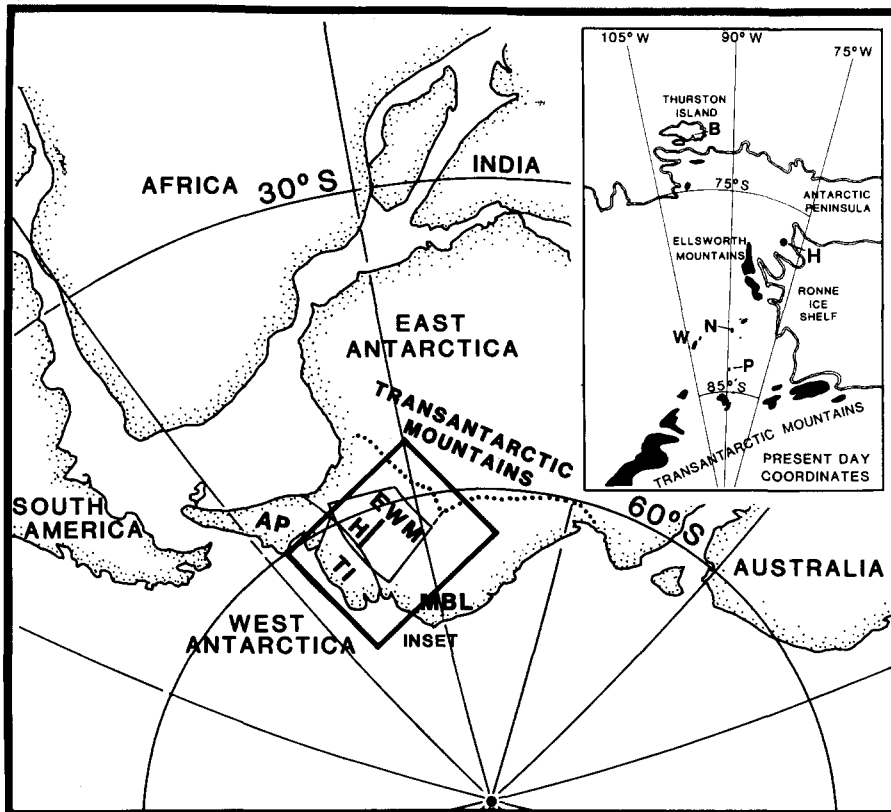 AFRICA
30° S
INDIA
EAST
ANTARCTICA
TRANSANTARCTIC
MOUNTAINS
SOUTH
AMERICA
AP
EWM
H
TI
MBL
60° S
AUSTRALIA
WEST
ANTARCTICA
INSET
105° W
90° W
75° W
THURSTON
ISLAND
B
75°S
ANTARCTIC
PENINSULA
ELLSWORTH
MOUNTAINS
H
RONNE
ICE
SHELF
N
W
P
85°S
TRANSANTARCTIC MOUNTAINS
PRESENT DAY
COORDINATES